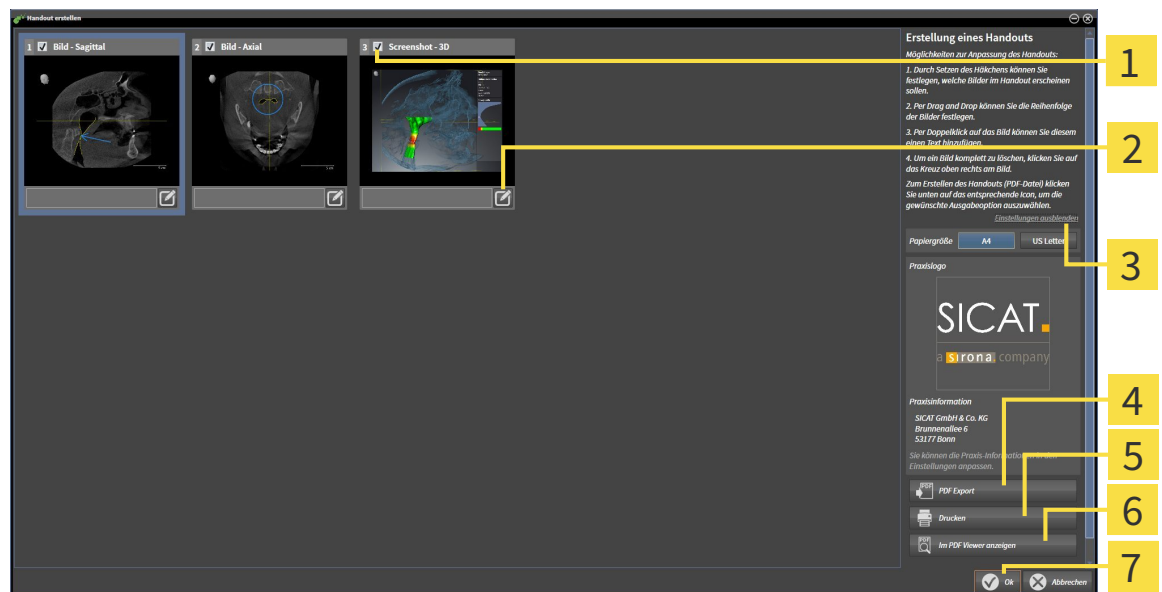 Handout erstellen
1 Bild - Sagittal
2 Bild - Axial
3 Screenshot - 3D
Erstellung eines Handouts
Möglichkeiten zur Anpassung des Handouts:
1. Durch Setzen des Häkchens können Sie
festlegen, welche Bilder im Handout erscheinen
sollen.
2. Per Drag and Drop können Sie die Reihenfolge
der Bilder festlegen.
3. Per Doppelklick auf das Bild können Sie diesem
einen Text hinzufügen.
4. Um ein Bild komplett zu löschen, klicken Sie auf
das Kreuz oben rechts am Bild.
Zum Erstellen des Handouts (PDF-Datei) klicken
Sie unten auf das entsprechende Icon, um die
gewünschte Ausgabeoption auszuwählen.
Einstellungen ausblenden
Papiergröße A4 US Letter
Praxislogo
SICAT.
a sirona. company
Praxisinformation
SICAT GmbH & Co. KG
Brunnenallee 6
53177 Bonn
Sie können die Praxis-Informationen in den
Einstellungen anpassen.
PDF PDF Export
Drucken
PDF Im PDF Viewer anzeigen
Ok Abbrechen
1
2
3
4
5
6
7